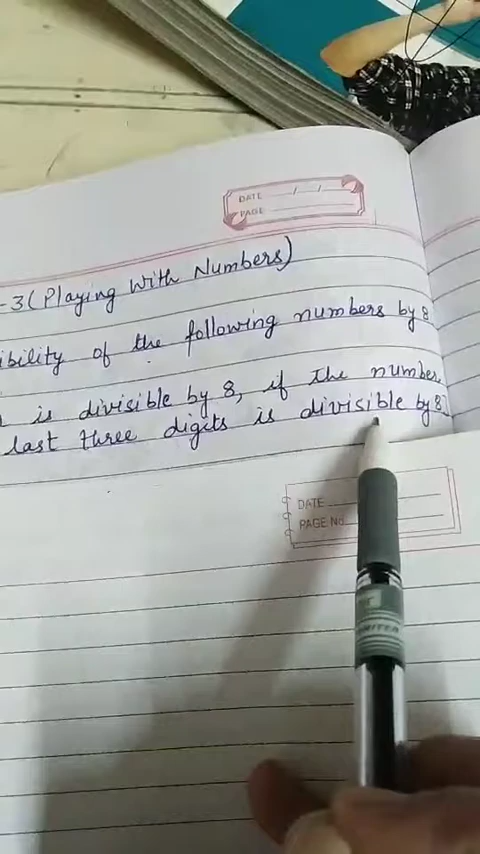 DATE / /
PAGE
-3 (Playing With Numbers)
ibility of the following numbers by 8
is divisible by 8, if the number
last three digits is divisible by 8.
DATE
PAGE No
WRITER